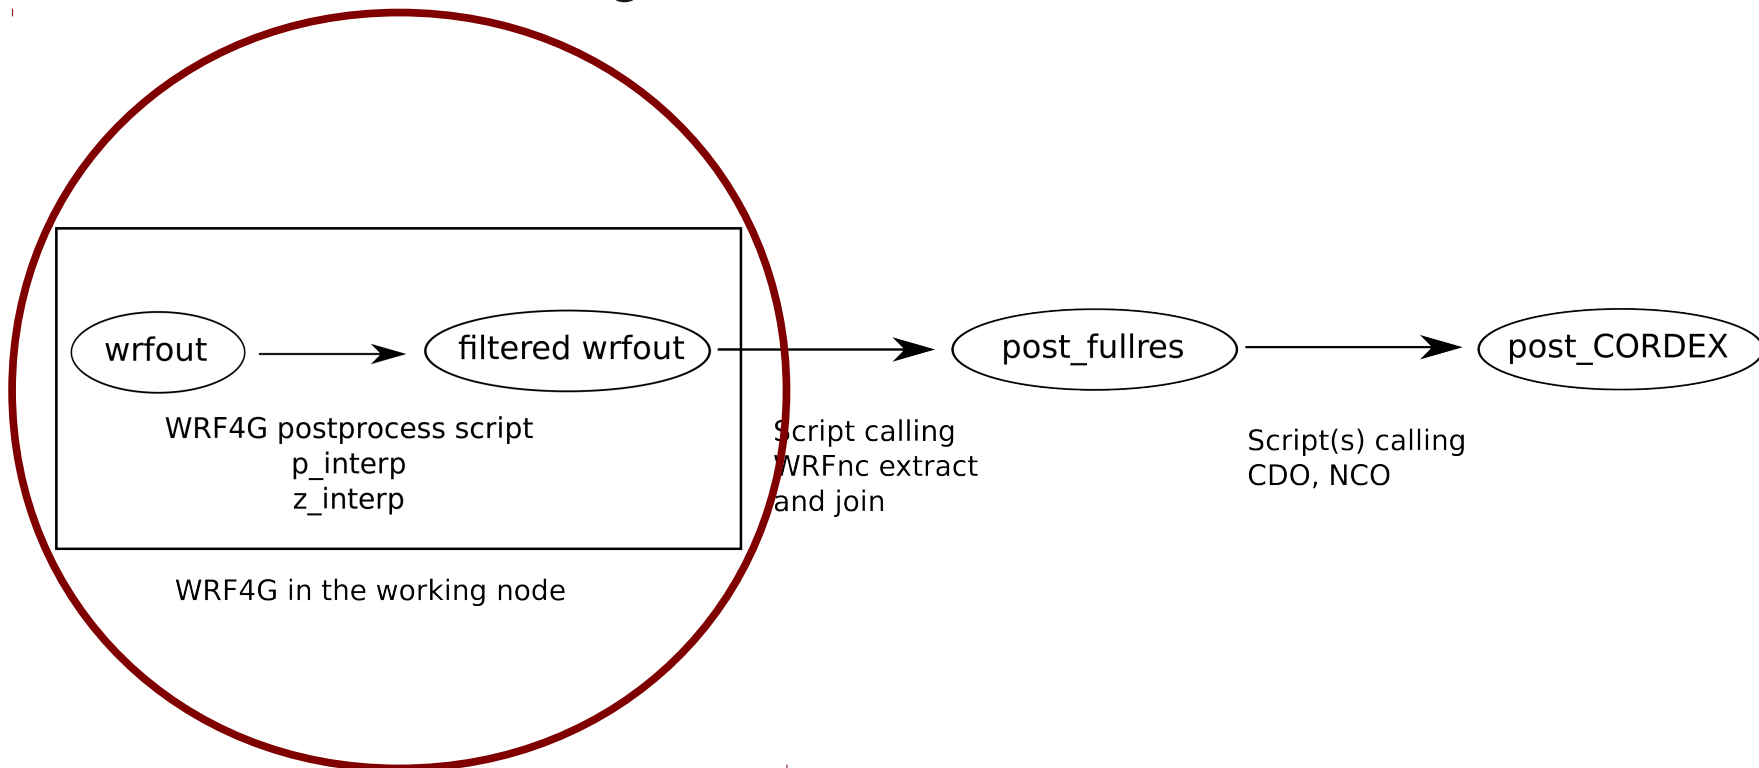 wrfout
filtered wrfout
post_fullres
post_CORDEX
WRF4G postprocess script
p_interp
z_interp
Script calling
WRFnc extract
and join
Script(s) calling
CDO, NCO
WRF4G in the working node